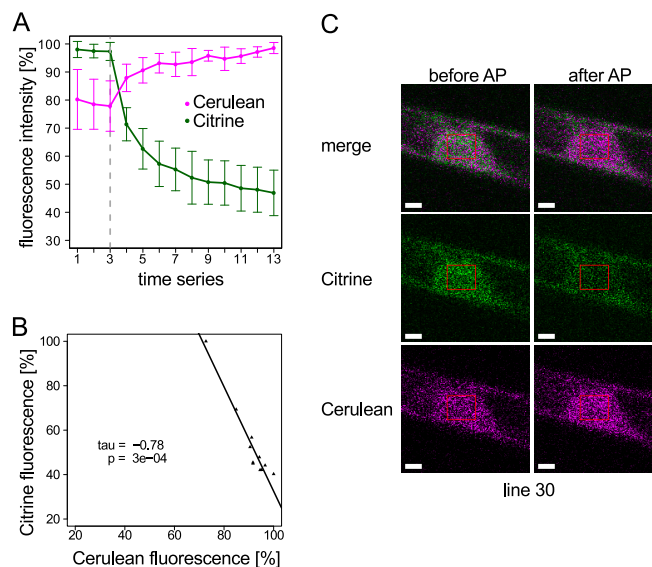 A
fluorescence intensity [%]
100
90
80
70
60
50
40
30
Cerulean
Citrine
1 3 5 7 9 11 13
time series
B
Citrine fluorescence [%]
100
80
60
40
20
tau = −0.78
p = 3e−04
20 40 60 80 100
Cerulean fluorescence [%]
C
before AP after AP
merge
Citrine
Cerulean
line 30